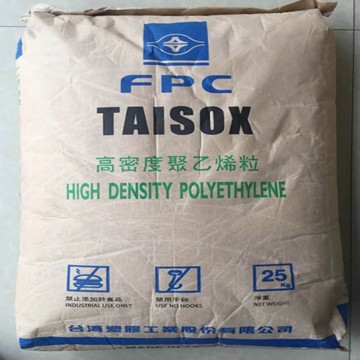 FPC
TAISOX
高密度聚乙烯粒
HIGH DENSITY POLYETHYLENE
禁止添加於食品
INDUSTRIAL USE ONLY
禁用手鈎
USE NO HOOKS
25 Kg
淨重
NET WEIGHT
台灣塑膠工業股份有限公司